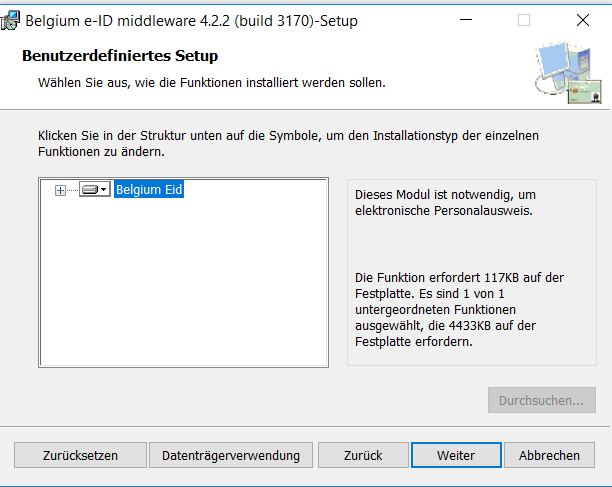 Belgium e-ID middleware 4.2.2 (build 3170)-Setup
Benutzerdefiniertes Setup
Wählen Sie aus, wie die Funktionen installiert werden sollen.
Klicken Sie in der Struktur unten auf die Symbole, um den Installationstyp der einzelnen
Funktionen zu ändern.
Belgium Eid
Dieses Modul ist notwendig, um
elektronische Personalausweis.
Die Funktion erfordert 117KB auf der
Festplatte. Es sind 1 von 1
untergeordneten Funktionen
ausgewählt, die 4433KB auf der
Festplatte erfordern.
Durchsuchen...
Zurücksetzen Datenträgerverwendung Zurück Weiter Abbrechen